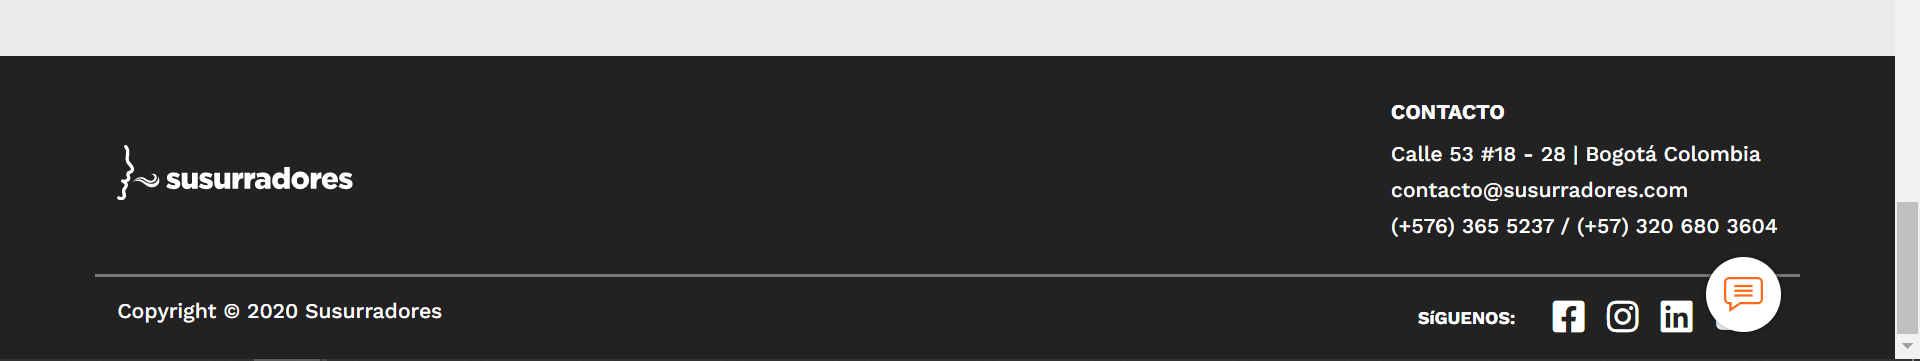 susurradores
CONTACTO
Calle 53 #18 - 28 | Bogotá Colombia
contacto@susurradores.com
(+576) 365 5237 / (+57) 320 680 3604
Copyright © 2020 Susurradores
SíGUENOS: